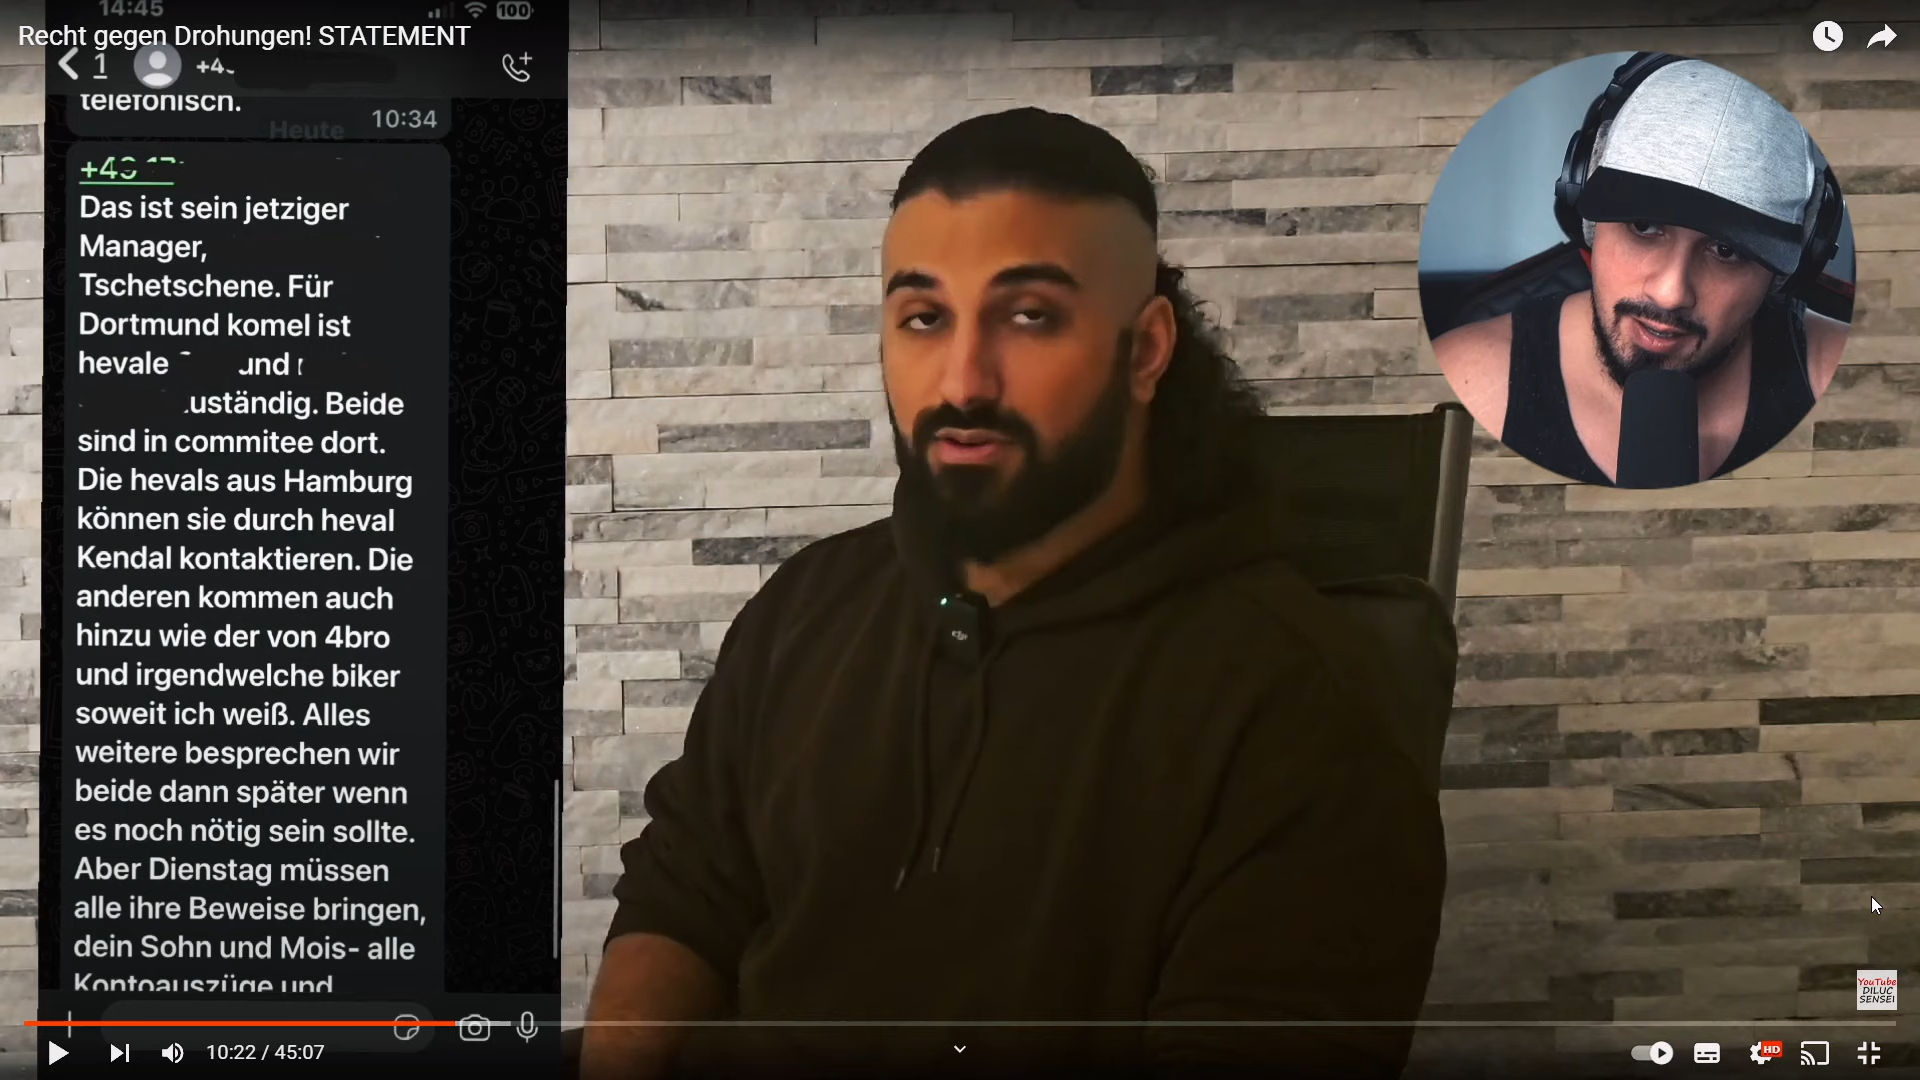 14:45
100
Recht gegen Drohungen! STATEMENT
1
telefonisch.
10:34
Heute
Das ist sein jetziger
Manager,
Tschetschene. Für
Dortmund komel ist
hevale
sind in commitee dort.
Die hevals aus Hamburg
können sie durch heval
Kendal kontaktieren. Die
anderen kommen auch
hinzu wie der von 4bro
und irgendwelche biker
soweit ich weiß. Alles
weitere besprechen wir
beide dann später wenn
es noch nötig sein sollte.
Aber Dienstag müssen
alle ihre Beweise bringen,
dein Sohn und Mois- alle
Kontoauszüge und
dji
YouTube
DILUC
SENSEI
10:22 / 45:07
HD